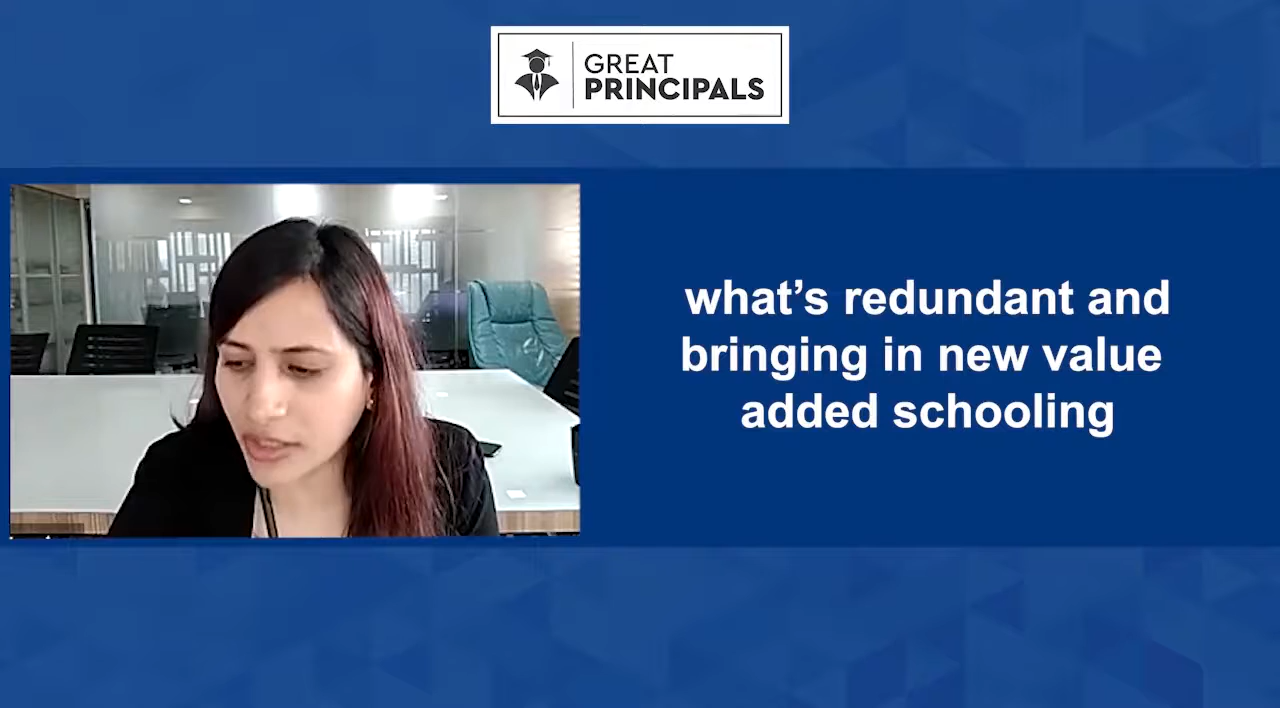 GREAT
PRINCIPALS
what’s redundant and
bringing in new value
added schooling